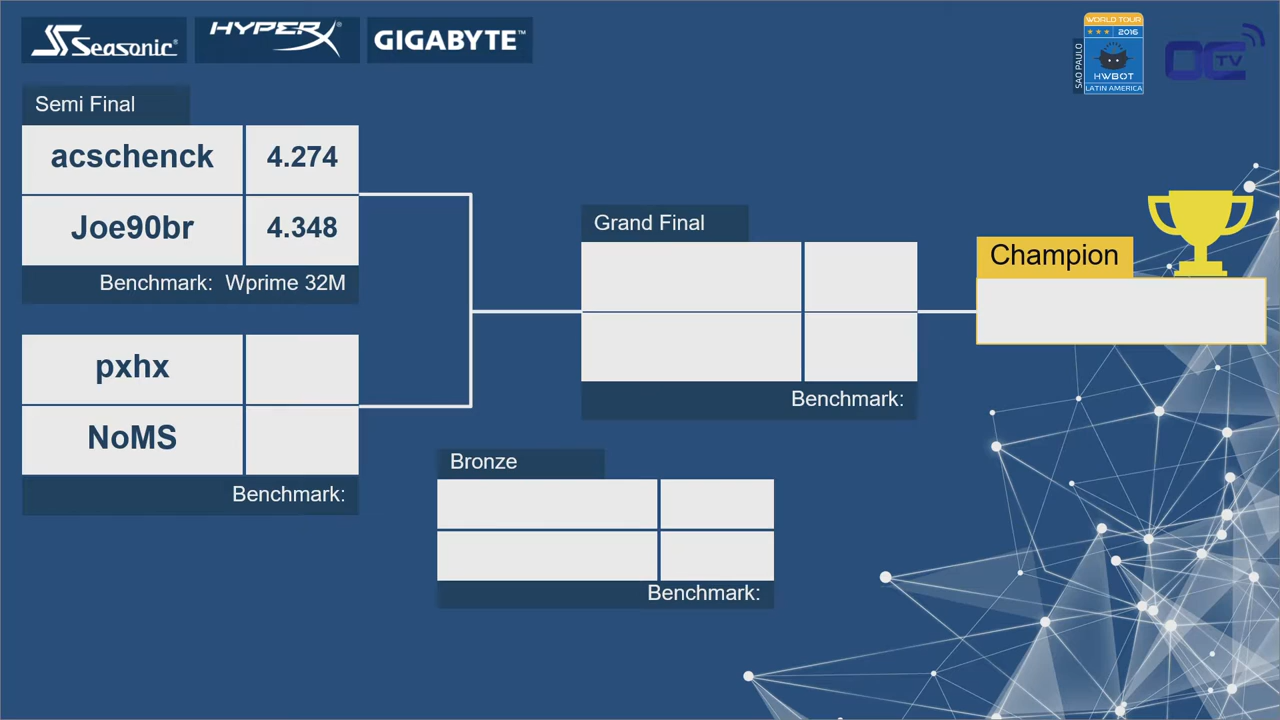 Seasonic®
HYPERX®
GIGABYTE™
WORLD TOUR
2016
SAO PAULO
HWBOT
LATIN AMERICA
OC TV
Semi Final
acschenck 4.274
Joe90br 4.348
Benchmark: Wprime 32M
pxhx
NoMS
Benchmark:
Grand Final
Benchmark:
Champion
Bronze
Benchmark: